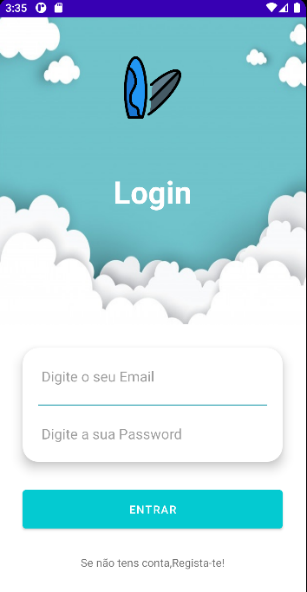 3:35
Login
Digite o seu Email
Digite a sua Password
ENTRAR
Se não tens conta,Regista-te!